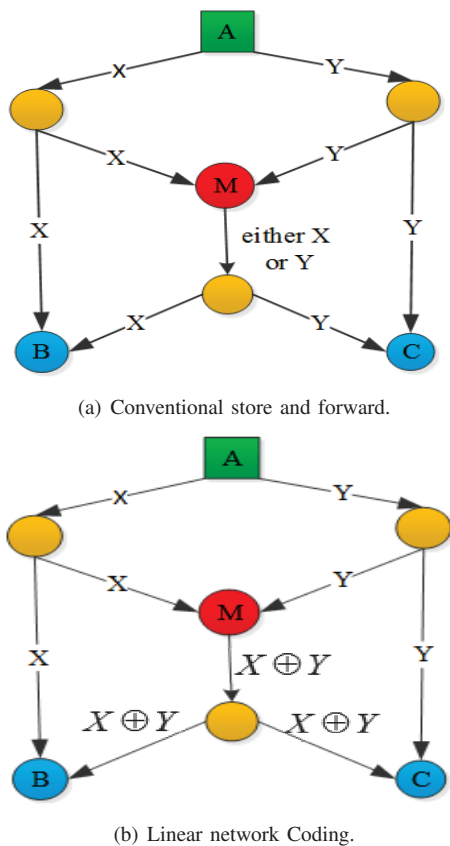 A
X
Y
X
Y
M
X
Y
either X
or Y
X
Y
B
C
(a) Conventional store and forward.
A
X
Y
X
Y
M
X
Y
X ⊕ Y
X ⊕ Y
X ⊕ Y
B
C
(b) Linear network Coding.